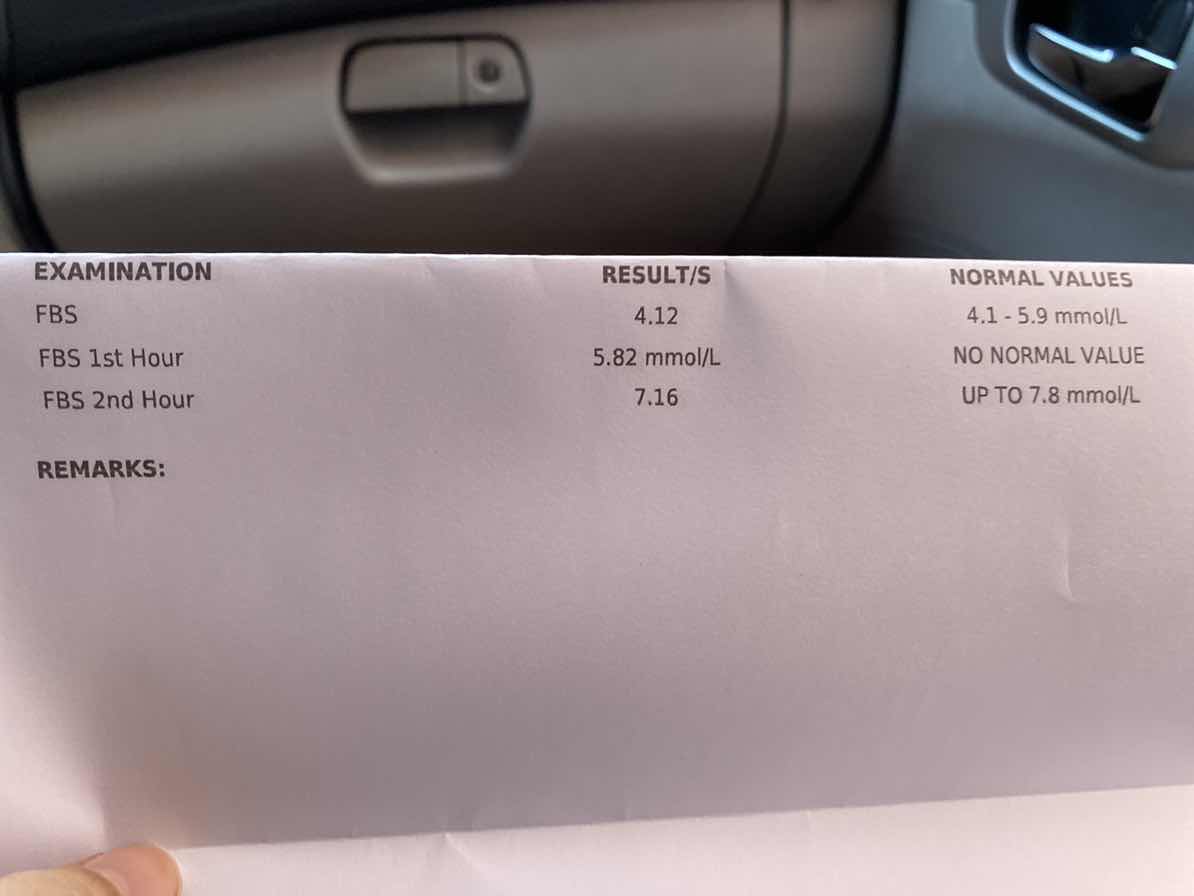 EXAMINATION RESULT/S NORMAL VALUES
FBS 4.12 4.1 - 5.9 mmol/L
FBS 1st Hour 5.82 mmol/L NO NORMAL VALUE
FBS 2nd Hour 7.16 UP TO 7.8 mmol/L
REMARKS: